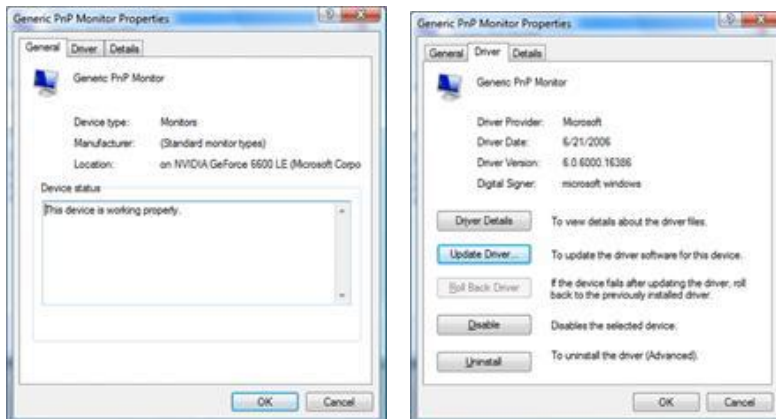 Generic PnP Monitor Properties
General Driver Details
Generic PnP Monitor
Device type: Monitors
Manufacturer: (Standard monitor types)
Location: on NVIDIA GeForce 6600 LE (Microsoft Corpo
Device status
This device is working properly.
OK Cancel
Generic PnP Monitor Properties
General Driver Details
Generic PnP Monitor
Driver Provider: Microsoft
Driver Date: 6/21/2006
Driver Version: 6.0.6000.16386
Digital Signer: microsoft windows
Driver Details To view details about the driver files.
Update Driver... To update the driver software for this device.
Roll Back Driver If the device fails after updating the driver, roll
back to the previously installed driver.
Disable Disables the selected device.
Uninstall To uninstall the driver (Advanced).
OK Cancel